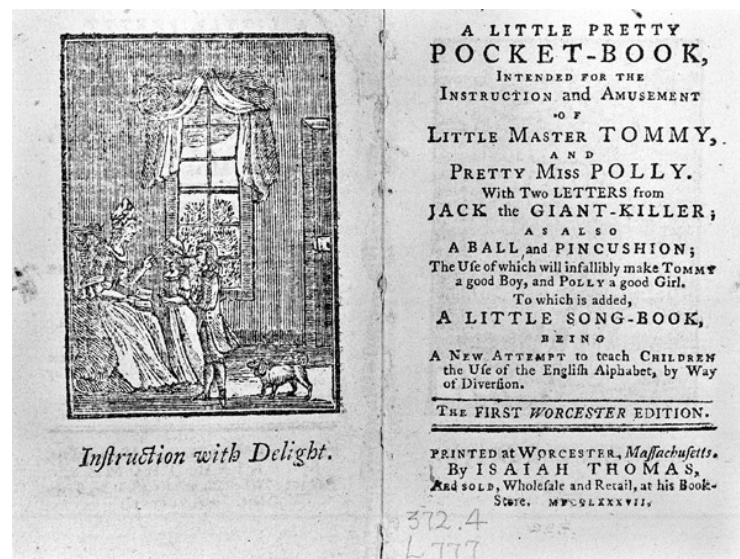 Inſtruction with Delight.
A LITTLE PRETTY
POCKET-BOOK,
INTENDED FOR THE
INSTRUCTION and AMUSEMENT
OF
LITTLE MASTER TOMMY,
AND
PRETTY MISS POLLY.
With Two LETTERS from
JACK the GIANT-KILLER;
AS ALSO
A BALL and PINCUSHION;
The Uſe of which will infallibly make TOMMY
a good Boy, and POLLY a good Girl.
To which is added,
A LITTLE SONG-BOOK,
BEING
A NEW ATTEMPT to teach CHILDREN
the Uſe of the Engliſh Alphabet, by Way
of Diverſion.
THE FIRST WORCESTER EDITION.
PRINTED at WORCESTER, Maſſachuſetts.
By ISAIAH THOMAS,
AND SOLD, Wholeſale and Retail, at his Book-
Store. MDCCLXXXVII.
372.4
L777